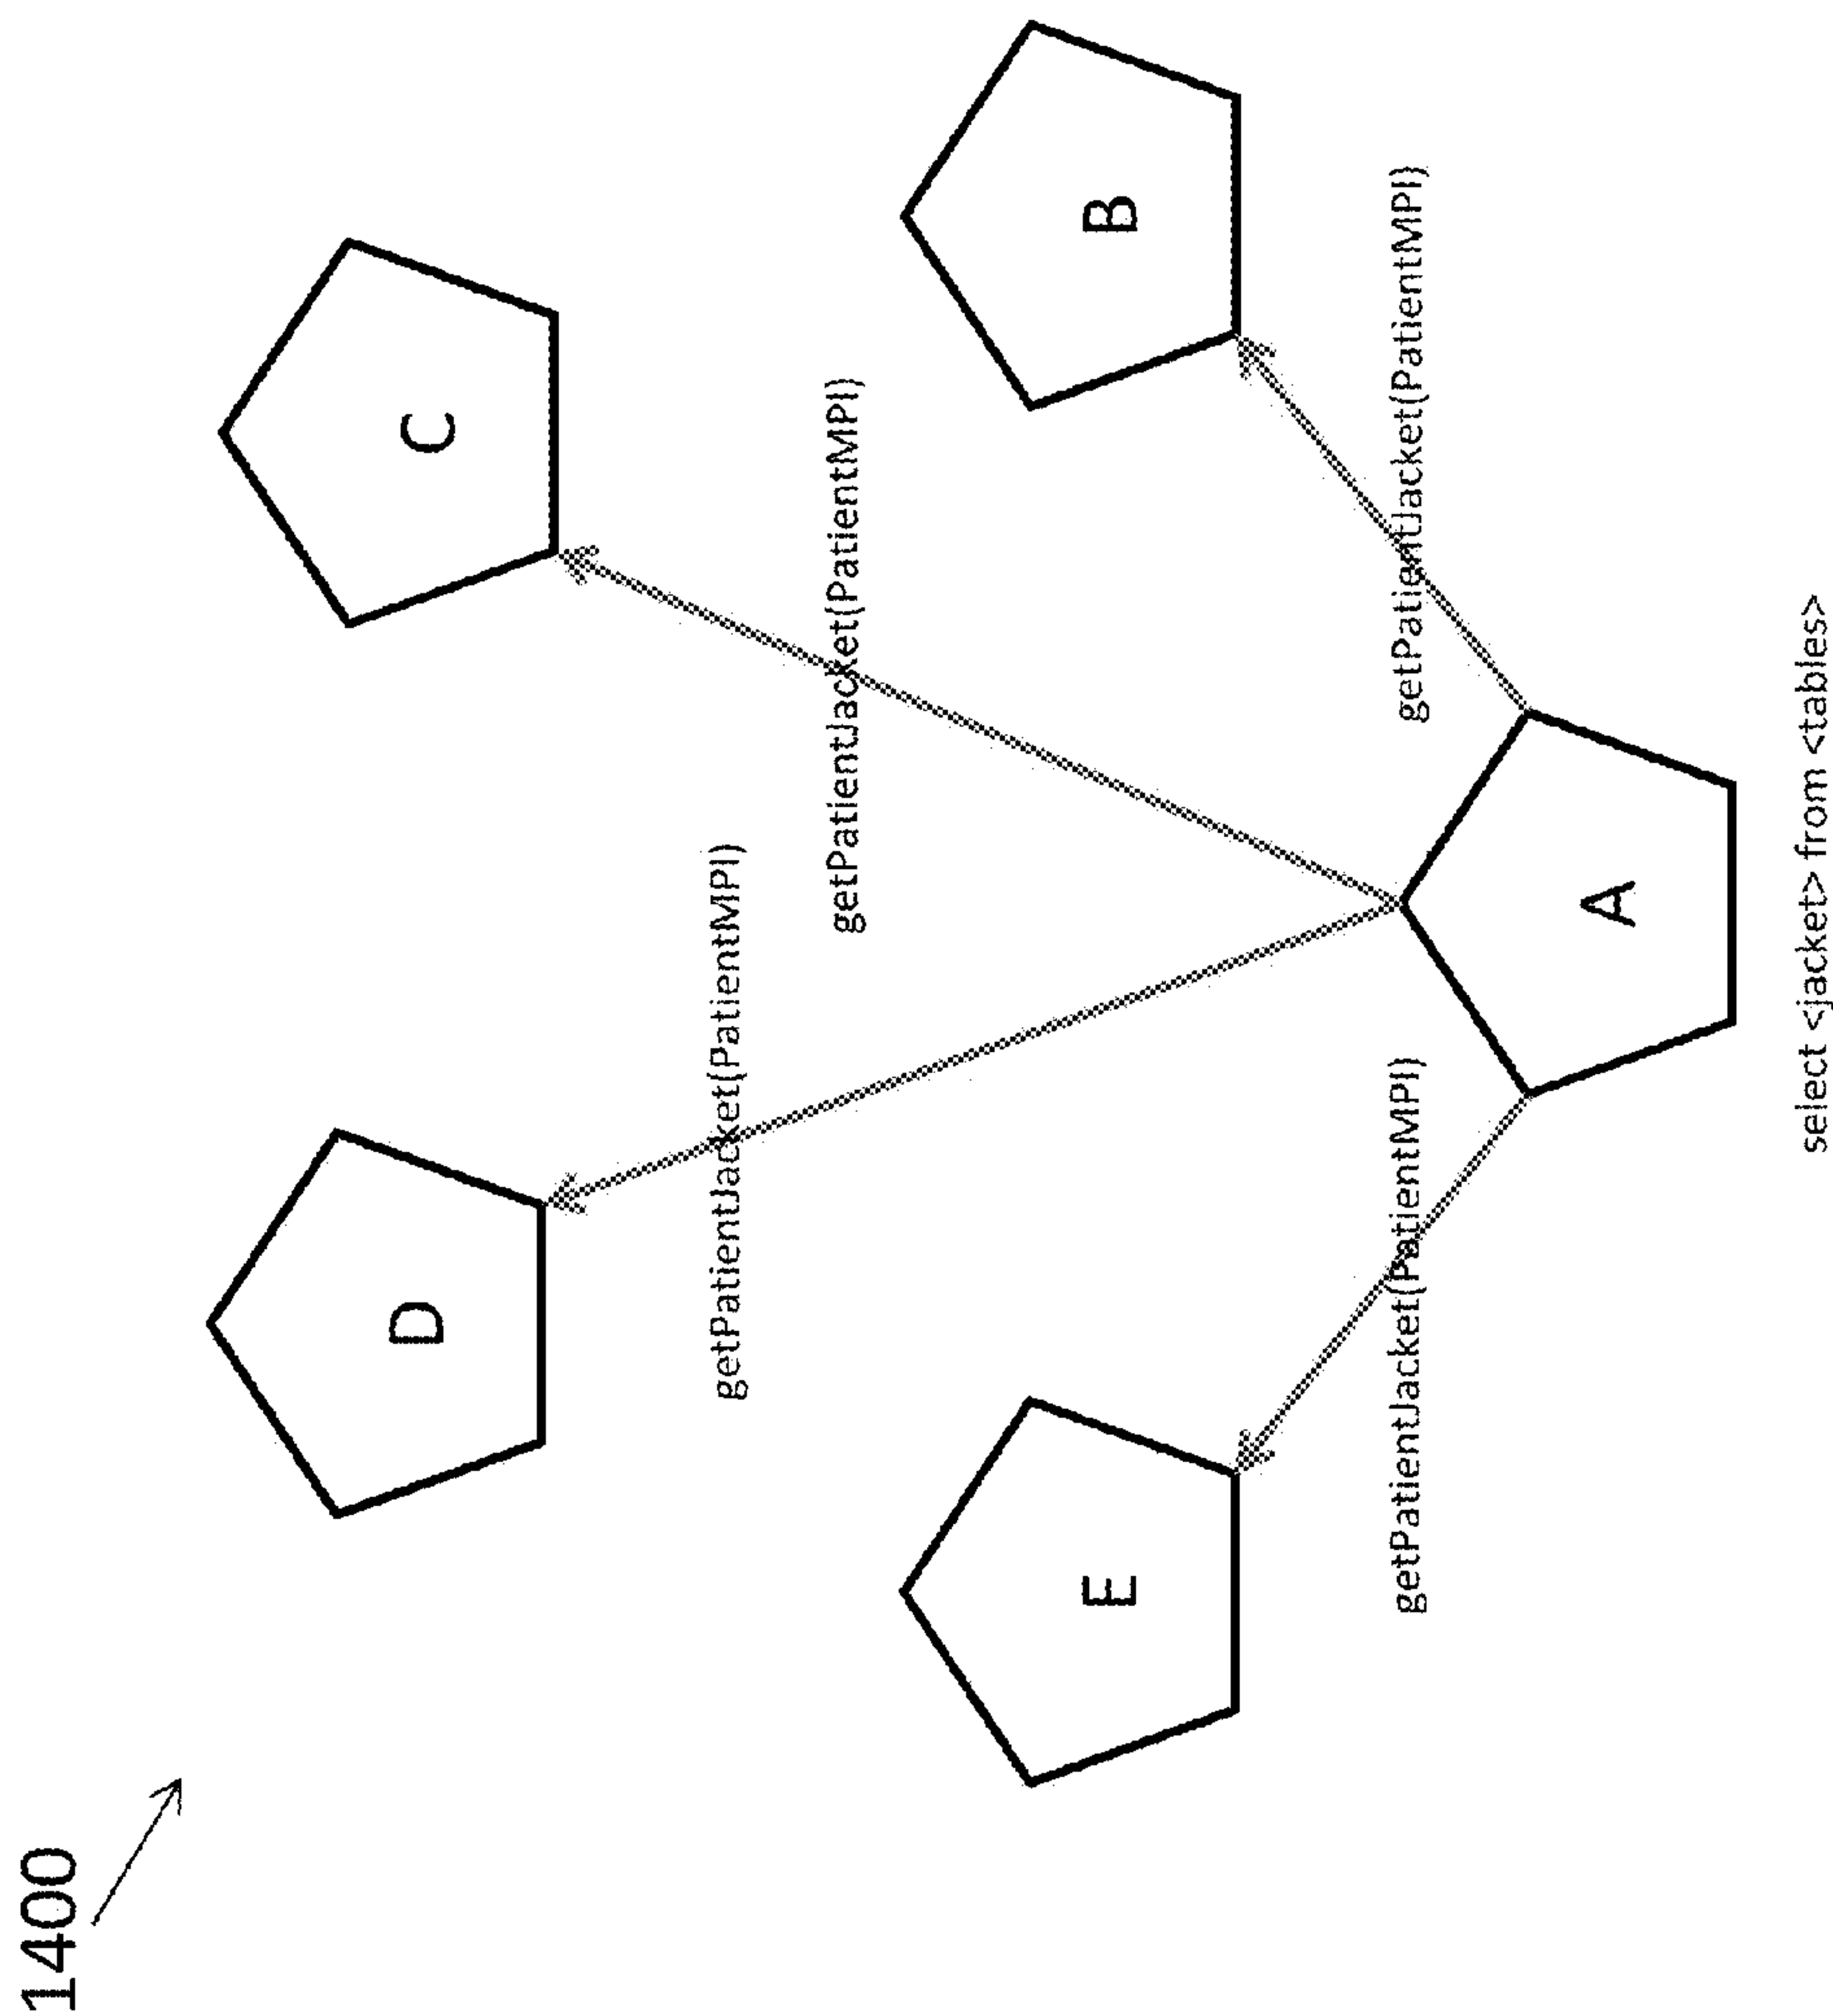 1400
D
C
getPatientJacket(PatientMPI)
getPatientJacket(PatientMPI)
E
B
getPatientJacket(PatientMPI)
getPatientJacket(PatientMPI)
A
select <jacket> from <tables>